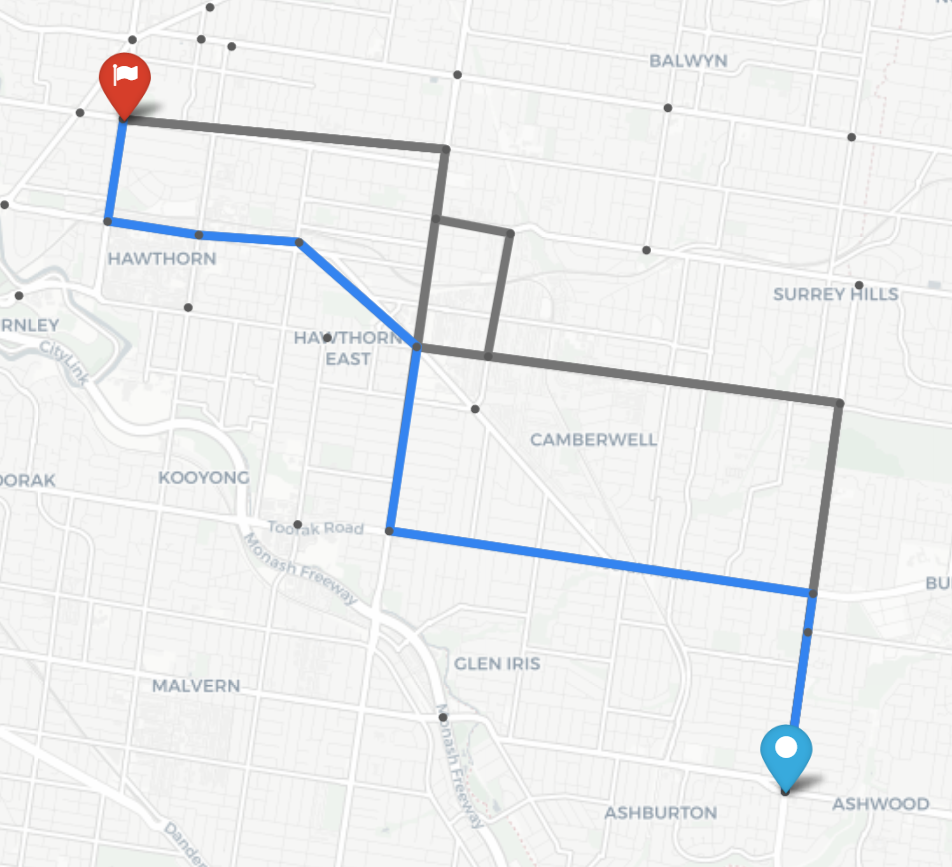 BALWYN
HAWTHORN
SURREY HILLS
RNLEY
HAWTHORN
EAST
CityLink
CAMBERWELL
OORAK
KOOYONG
Toorak Road
Monash Freeway
BU
GLEN IRIS
MALVERN
Monash Freeway
ASHBURTON
ASHWOOD
Danden